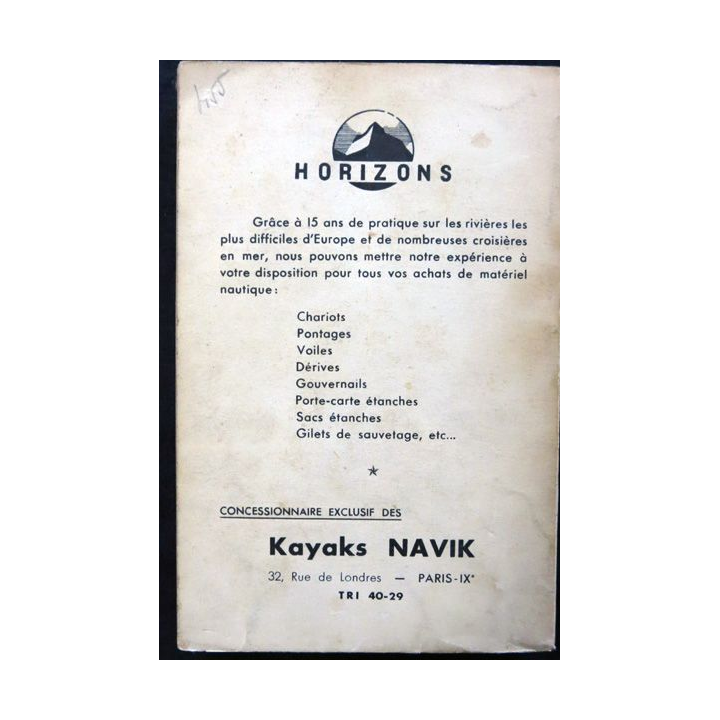 455
HORIZONS
Grâce à 15 ans de pratique sur les rivières les
plus difficiles d'Europe et de nombreuses croisières
en mer, nous pouvons mettre notre expérience à
votre disposition pour tous vos achats de matériel
nautique :
Chariots
Pontages
Voiles
Dérives
Gouvernails
Porte-carte étanches
Sacs étanches
Gilets de sauvetage, etc...
CONCESSIONNAIRE EXCLUSIF DES
Kayaks NAVIK
32, Rue de Londres — PARIS-IXᵉ
TRI 40-29